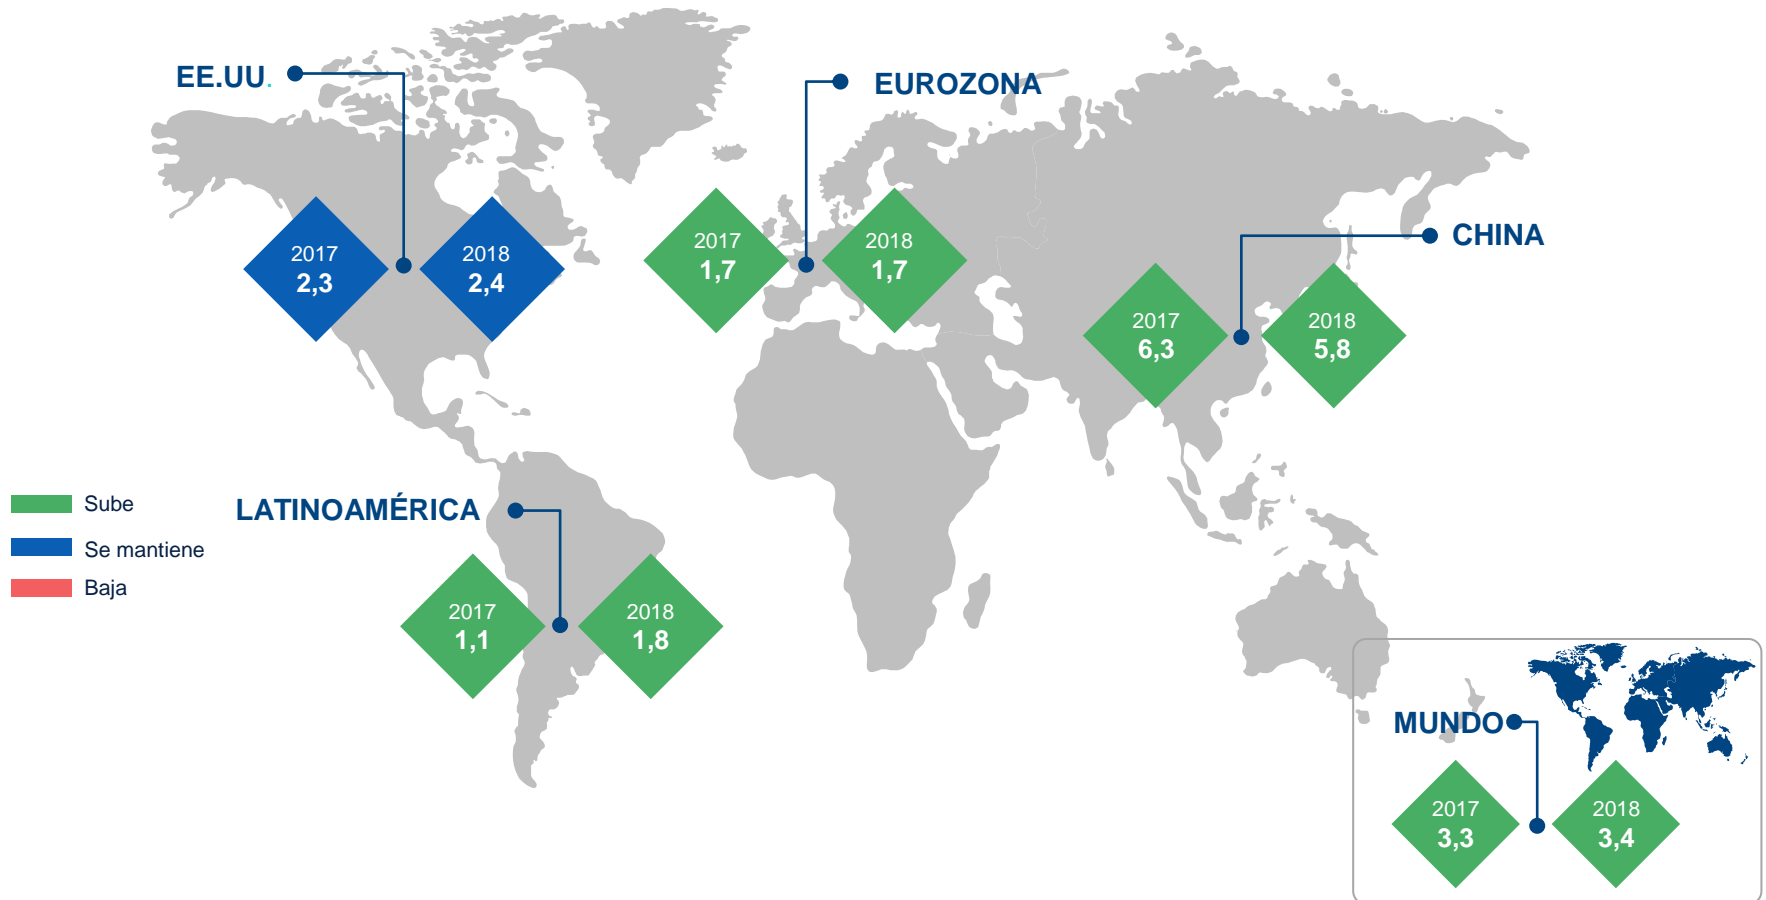 EE.UU.
2017
2,3
2018
2,4
EUROZONA
2017
1,7
2018
1,7
CHINA
2017
6,3
2018
5,8
Sube
Se mantiene
Baja
LATINOAMÉRICA
2017
1,1
2018
1,8
MUNDO
2017
3,3
2018
3,4